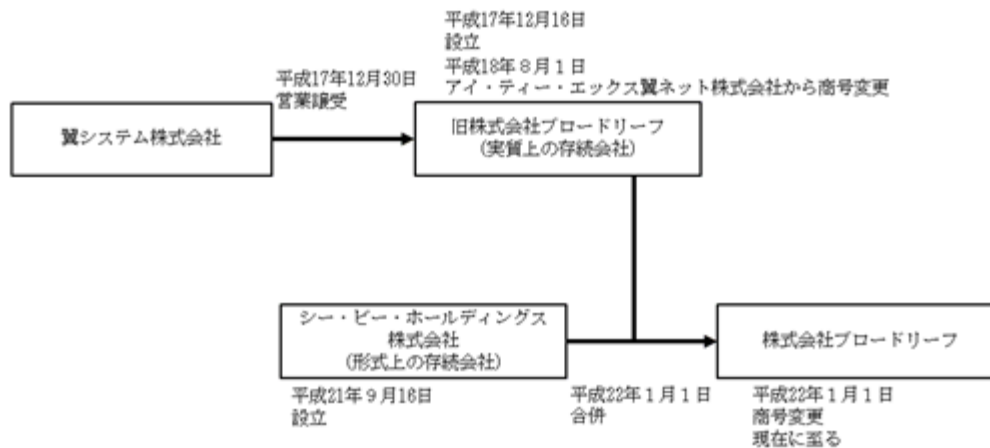 平成17年12月16日
設立
平成18年８月１日
アイ・ティー・エックス翼ネット株式会社から商号変更
平成17年12月30日
営業譲受
翼システム株式会社
旧株式会社ブロードリーフ
(実質上の存続会社)
シー・ビー・ホールディングス
株式会社
(形式上の存続会社)
株式会社ブロードリーフ
平成21年９月16日
設立
平成22年１月１日
合併
平成22年１月１日
商号変更
現在に至る